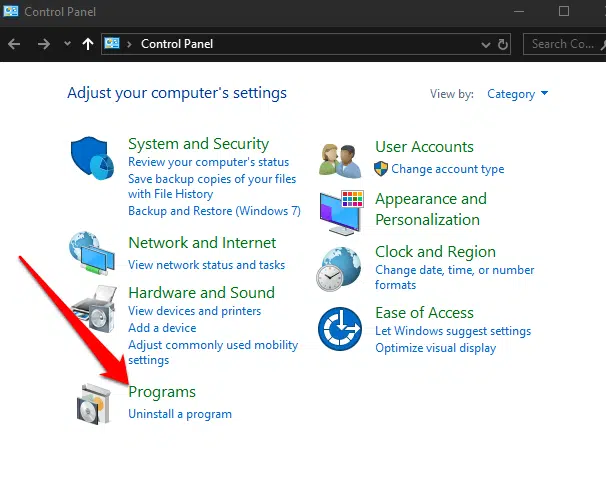 Control Panel
Control Panel
Search Co...
Adjust your computer's settings
View by: Category
System and Security
Review your computer's status
Save backup copies of your files
with File History
Backup and Restore (Windows 7)
Network and Internet
View network status and tasks
Hardware and Sound
View devices and printers
Add a device
Adjust commonly used mobility
settings
Programs
Uninstall a program
User Accounts
Change account type
Appearance and
Personalization
Clock and Region
Change date, time, or number
formats
Ease of Access
Let Windows suggest settings
Optimize visual display